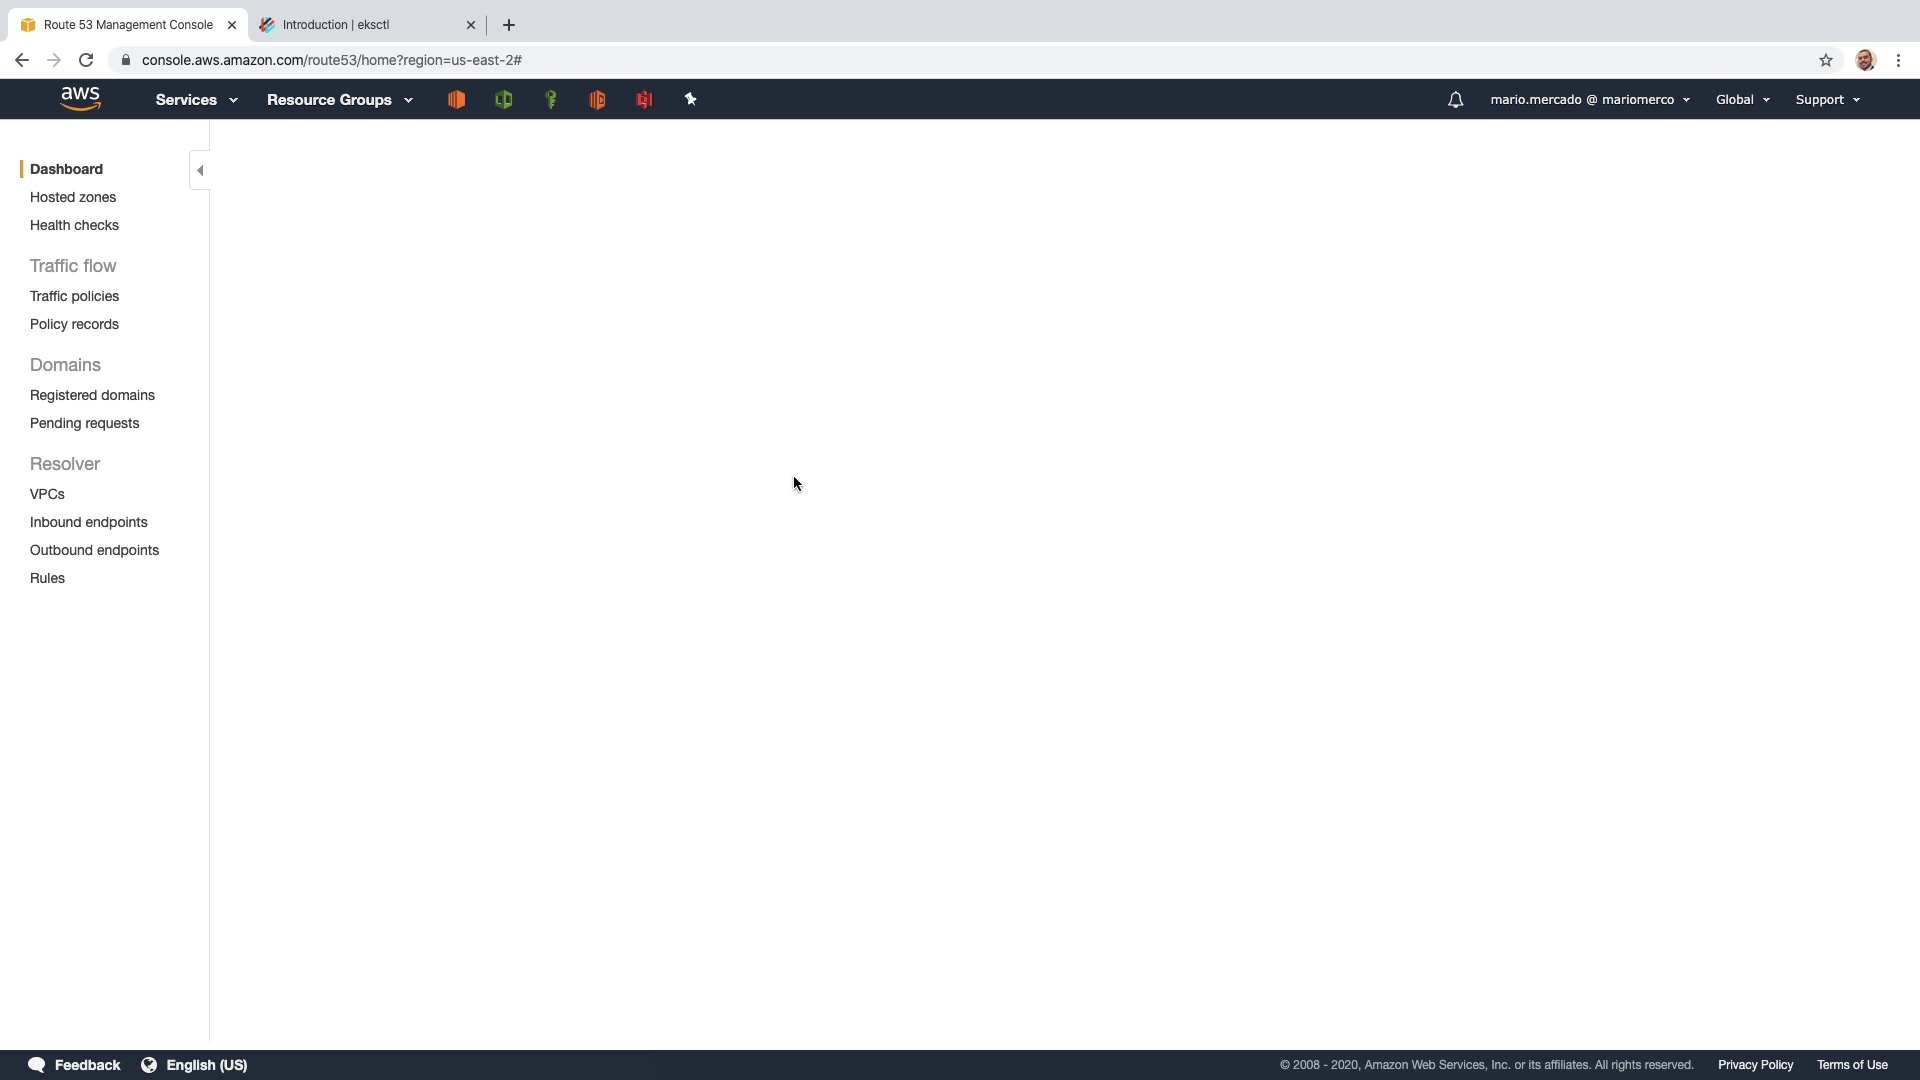 Route 53 Management Console
Introduction | eksctl
console.aws.amazon.com/route53/home?region=us-east-2#
aws
Services
Resource Groups
mario.mercado @ mariomerco
Global
Support
Dashboard
Hosted zones
Health checks
Traffic flow
Traffic policies
Policy records
Domains
Registered domains
Pending requests
Resolver
VPCs
Inbound endpoints
Outbound endpoints
Rules
Feedback
English (US)
© 2008 - 2020, Amazon Web Services, Inc. or its affiliates. All rights reserved.
Privacy Policy
Terms of Use